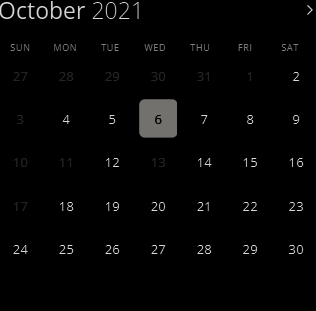 October 2021
SUN MON TUE WED THU FRI SAT
27 28 29 30 31 1 2
3 4 5 6 7 8 9
10 11 12 13 14 15 16
17 18 19 20 21 22 23
24 25 26 27 28 29 30